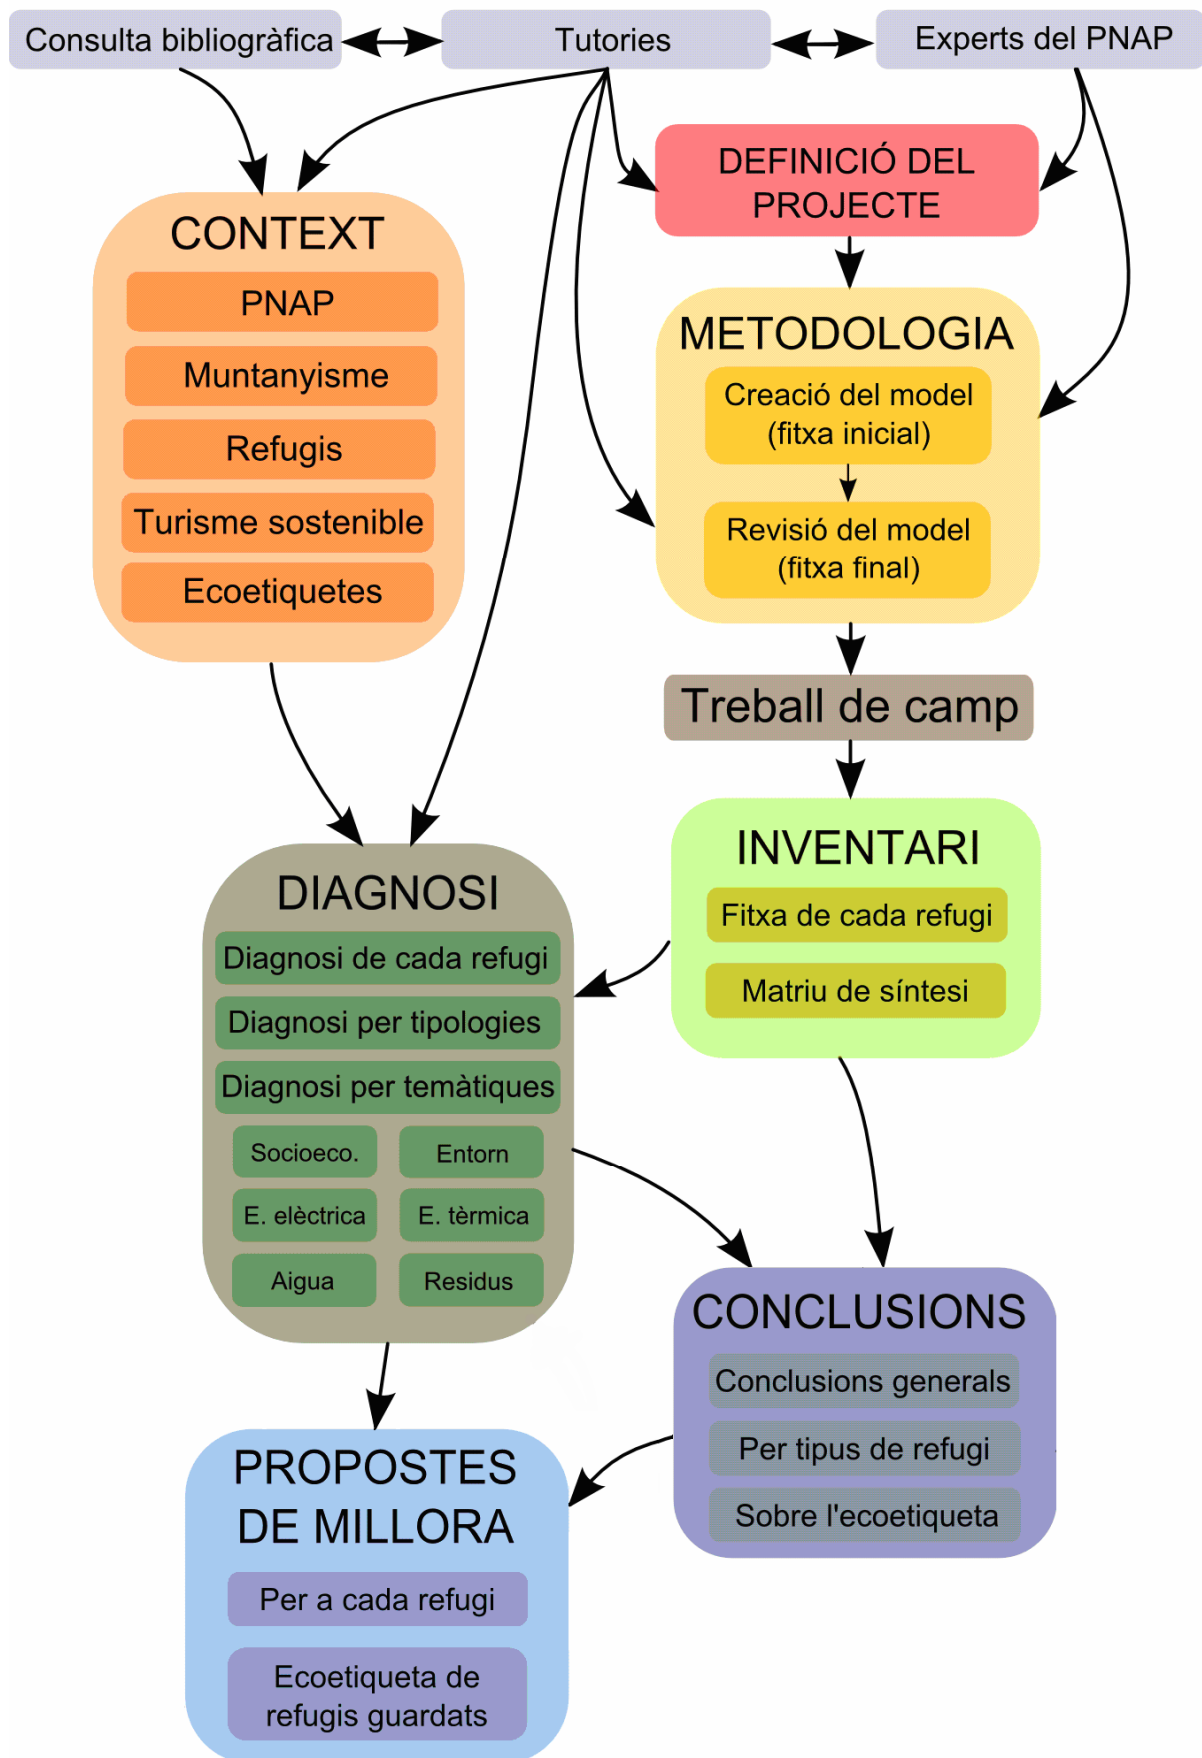 Consulta bibliogràfica
Tutories
Experts del PNAP
DEFINICIÓ DEL
PROJECTE
CONTEXT
PNAP
Muntanyisme
Refugis
Turisme sostenible
Ecoetiquetes
METODOLOGIA
Creació del model
(fitxa inicial)
Revisió del model
(fitxa final)
Treball de camp
INVENTARI
Fitxa de cada refugi
Matriu de síntesi
DIAGNOSI
Diagnosi de cada refugi
Diagnosi per tipologies
Diagnosi per temàtiques
Socioeco.
Entorn
E. elèctrica
E. tèrmica
Aigua
Residus
CONCLUSIONS
Conclusions generals
Per tipus de refugi
Sobre l'ecoetiqueta
PROPOSTES
DE MILLORA
Per a cada refugi
Ecoetiqueta de
refugis guardats